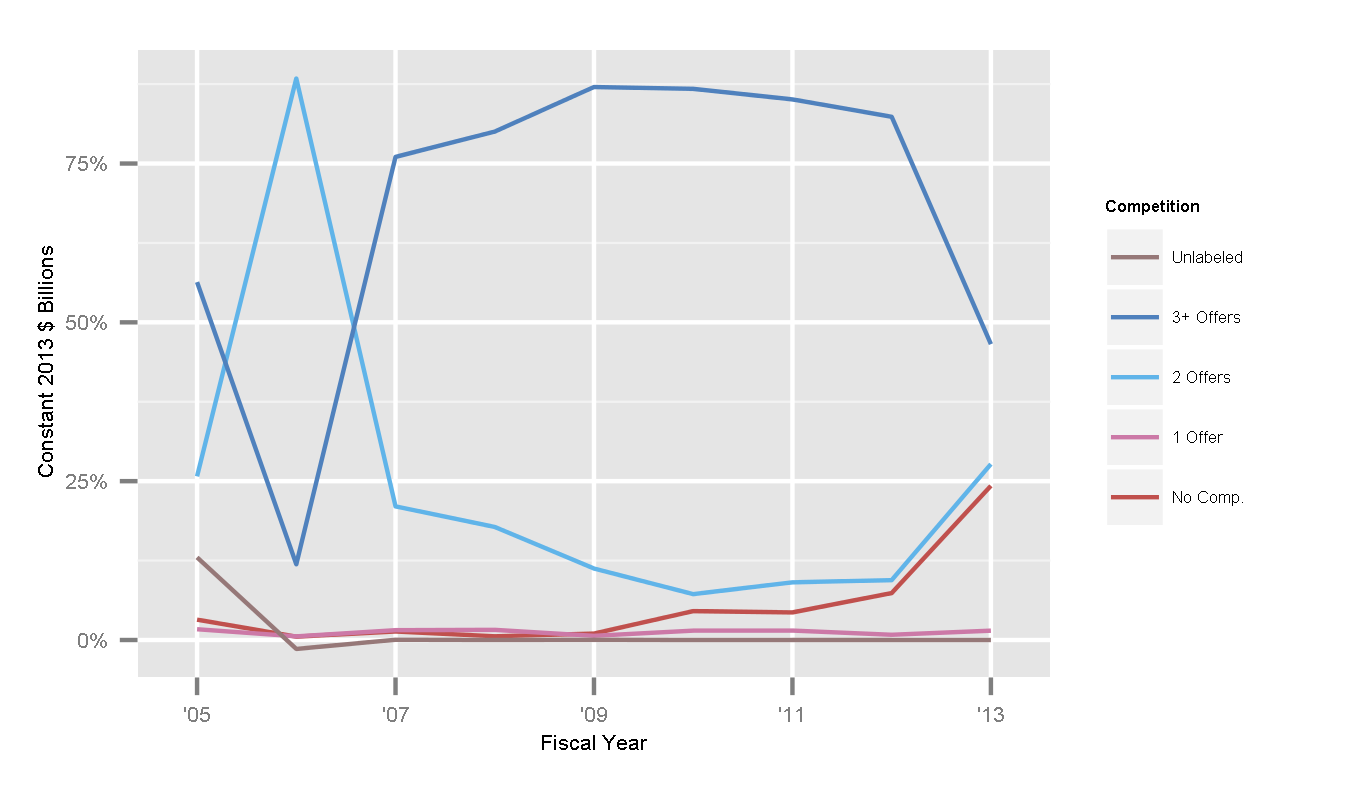 75%
50%
25%
0%
Constant 2013 $ Billions
'05 '07 '09 '11 '13
Fiscal Year
Competition
Unlabeled
3+ Offers
2 Offers
1 Offer
No Comp.